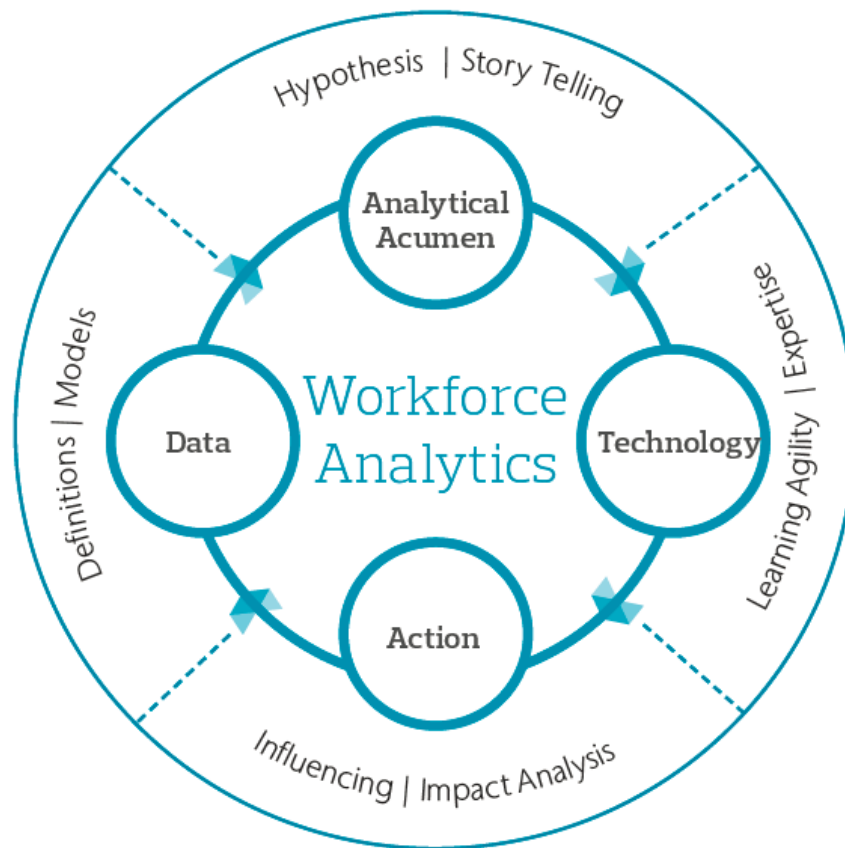 Hypothesis | Story Telling
Analytical
Acumen
Definitions | Models
Data
Workforce
Analytics
Technology
Learning Agility | Expertise
Action
Influencing | Impact Analysis